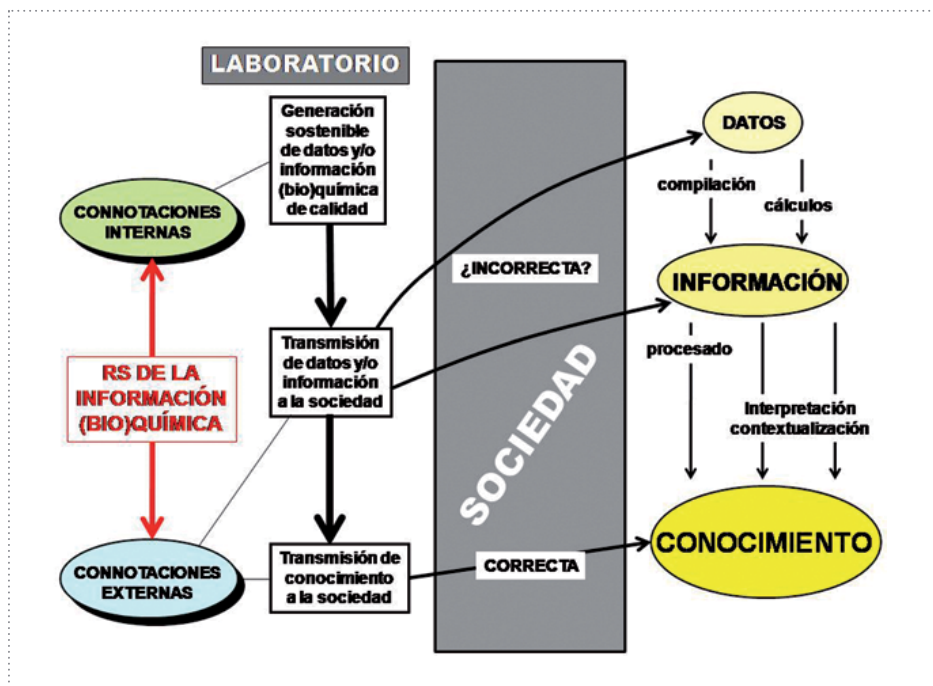 LABORATORIO
Generación
sostenible
de datos y/o
información
(bio)química
de calidad
CONNOTACIONES
INTERNAS
RS DE LA
INFORMACIÓN
(BIO)QUÍMICA
CONNOTACIONES
EXTERNAS
Transmisión
de datos y/o
información
a la sociedad
Transmisión de
conocimiento
a la sociedad
¿INCORRECTA?
SOCIEDAD
CORRECTA
DATOS
compilación
cálculos
INFORMACIÓN
procesado
Interpretación
contextualización
CONOCIMIENTO